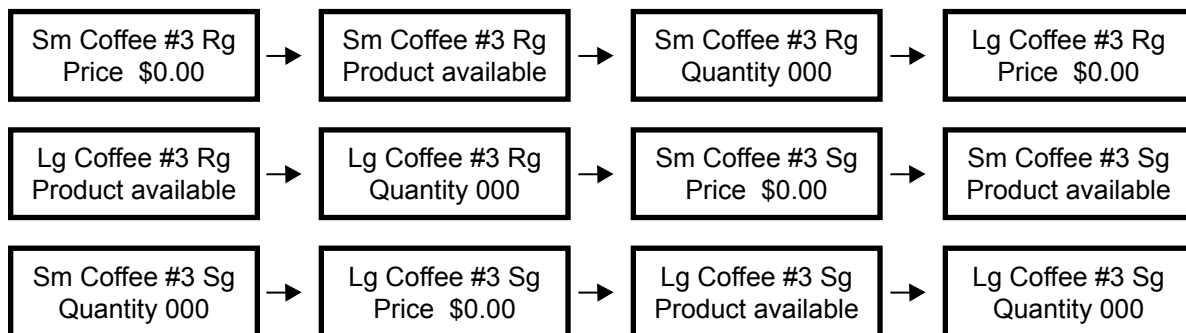 Sm Coffee #3 Rg
Price $0.00
Sm Coffee #3 Rg
Product available
Sm Coffee #3 Rg
Quantity 000
Lg Coffee #3 Rg
Price $0.00
Lg Coffee #3 Rg
Product available
Lg Coffee #3 Rg
Quantity 000
Sm Coffee #3 Sg
Price $0.00
Sm Coffee #3 Sg
Product available
Sm Coffee #3 Sg
Quantity 000
Lg Coffee #3 Sg
Price $0.00
Lg Coffee #3 Sg
Product available
Lg Coffee #3 Sg
Quantity 000